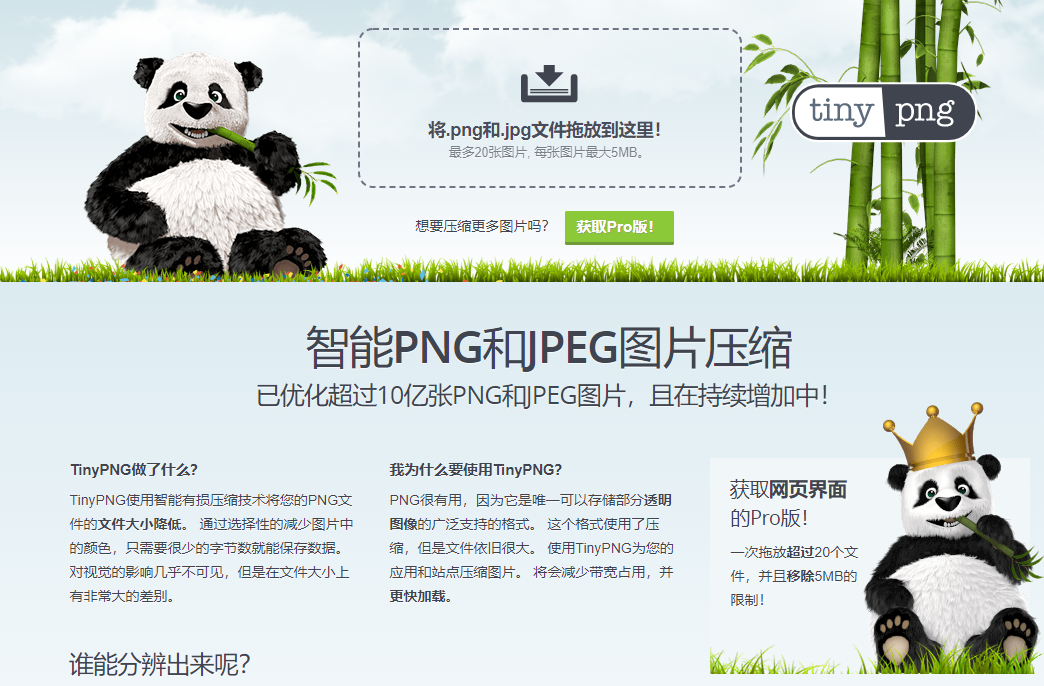 将.png和.jpg文件拖放到这里！
最多20张图片, 每张图片最大5MB。
tiny png
想要压缩更多图片吗？
获取Pro版！
智能PNG和JPEG图片压缩
已优化超过10亿张PNG和JPEG图片，且在持续增加中！
TinyPNG做了什么？
TinyPNG使用智能有损压缩技术将您的PNG文
件的文件大小降低。 通过选择性的减少图片中
的颜色，只需要很少的字节数就能保存数据。
对视觉的影响几乎不可见，但是在文件大小上
有非常大的差别。
我为什么要使用TinyPNG？
PNG很有用，因为它是唯一可以存储部分透明
图像的广泛支持的格式。 这个格式使用了压
缩，但是文件依旧很大。 使用TinyPNG为您的
应用和站点压缩图片。 将会减少带宽占用，并
更快加载。
获取网页界面
的Pro版！
一次拖放超过20个文
件，并且移除5MB的
限制！
谁能分辨出来呢？